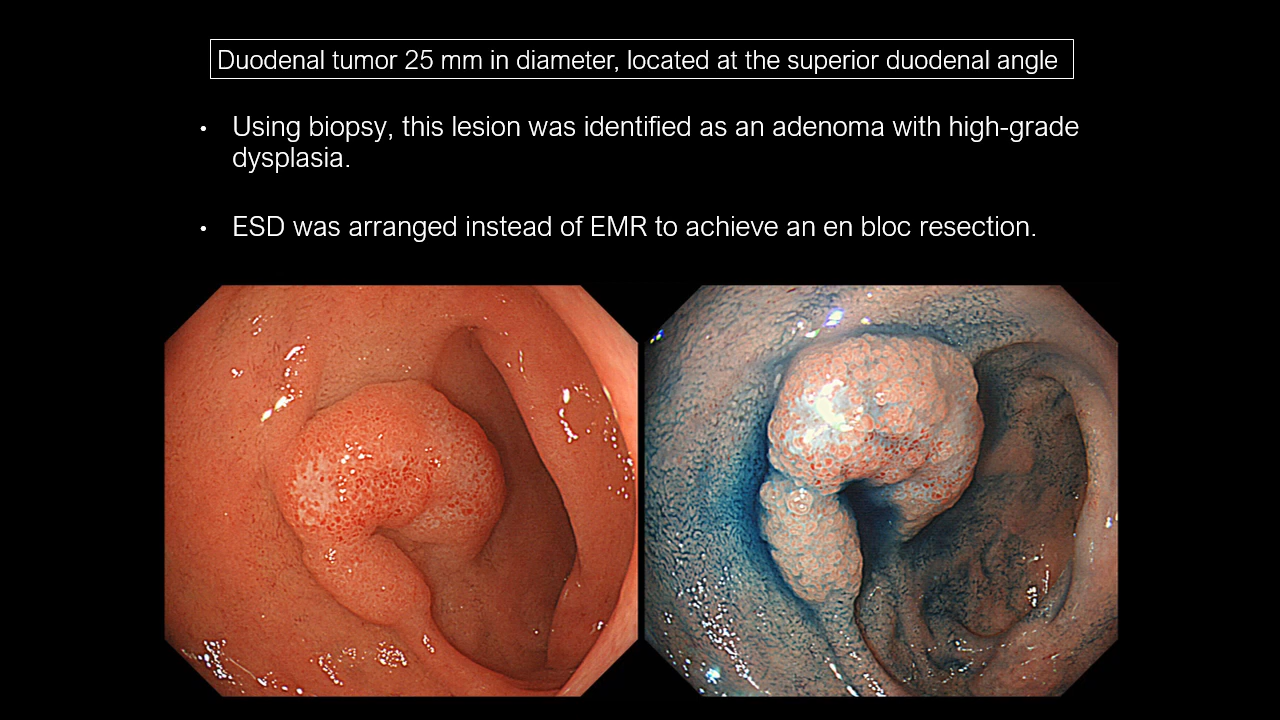 Duodenal tumor 25 mm in diameter, located at the superior duodenal angle
• Using biopsy, this lesion was identified as an adenoma with high-grade
dysplasia.
• ESD was arranged instead of EMR to achieve an en bloc resection.